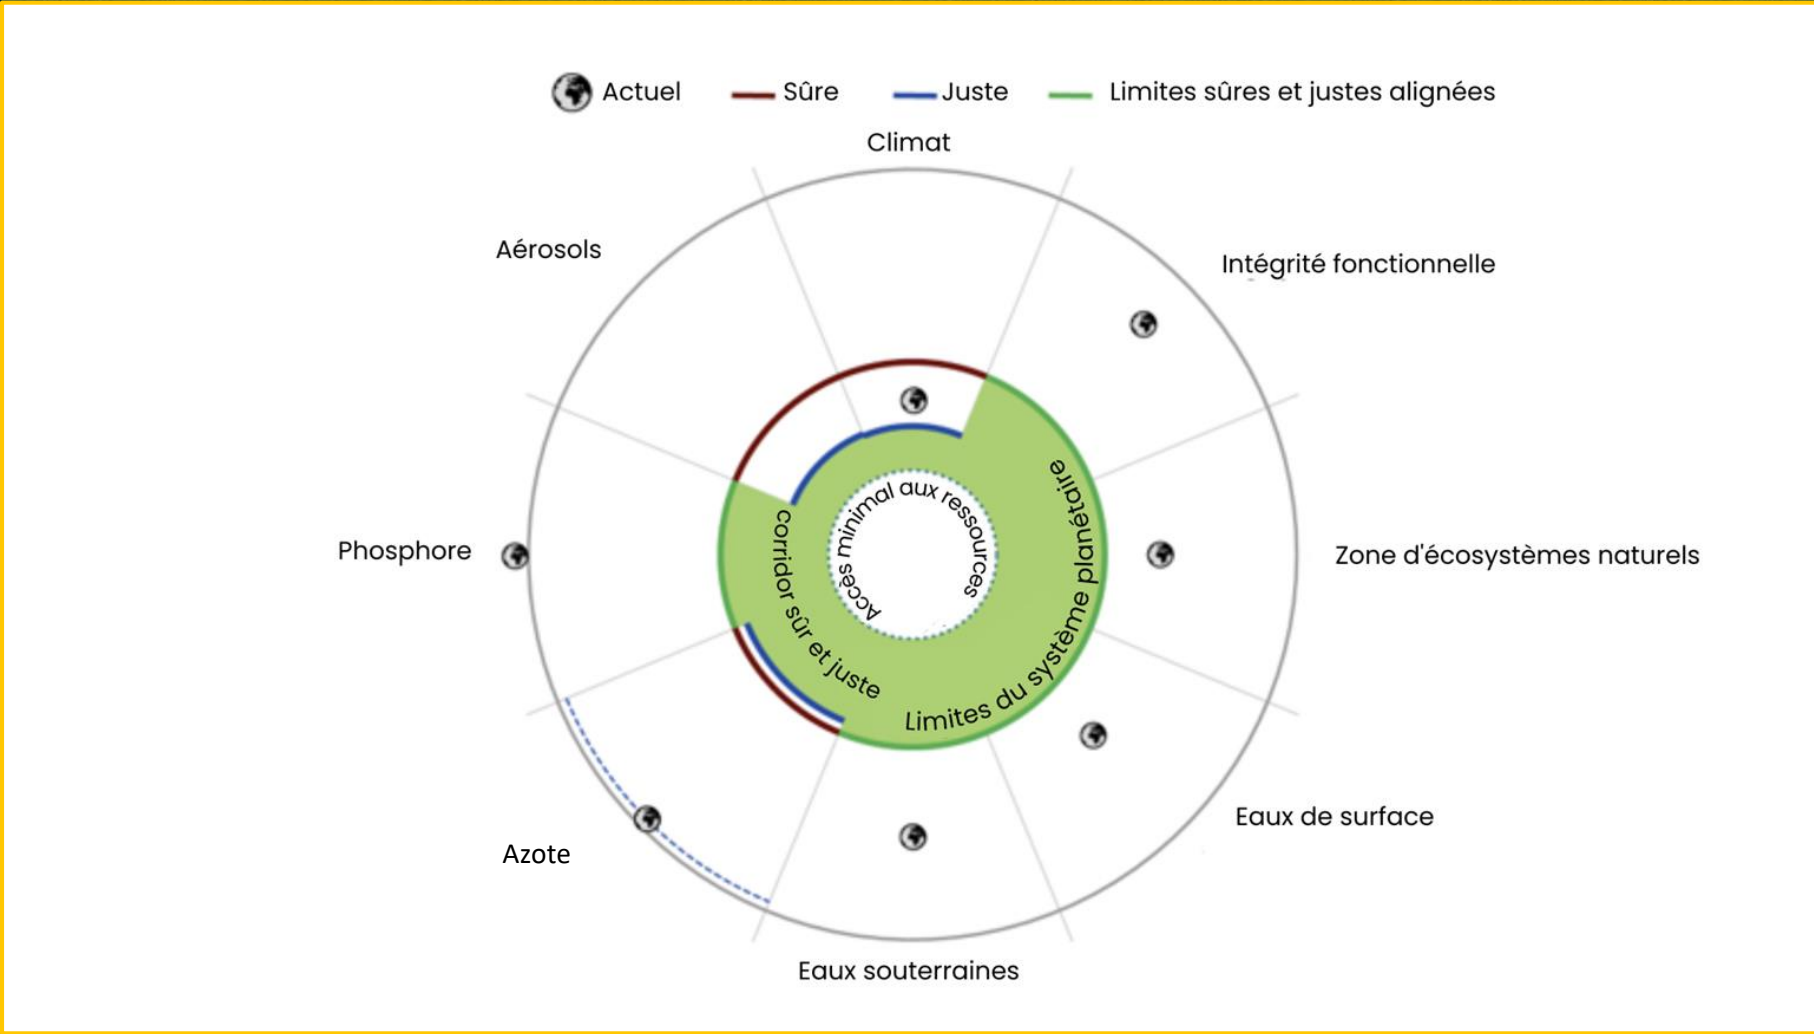 Actuel
Sûre
Juste
Limites sûres et justes alignées
Climat
Aérosols
Intégrité fonctionnelle
Phosphore
Zone d'écosystèmes naturels
Azote
Eaux de surface
Eaux souterraines
Accès minimal aux ressources
corridor sûr et juste
Limites du système planétaire